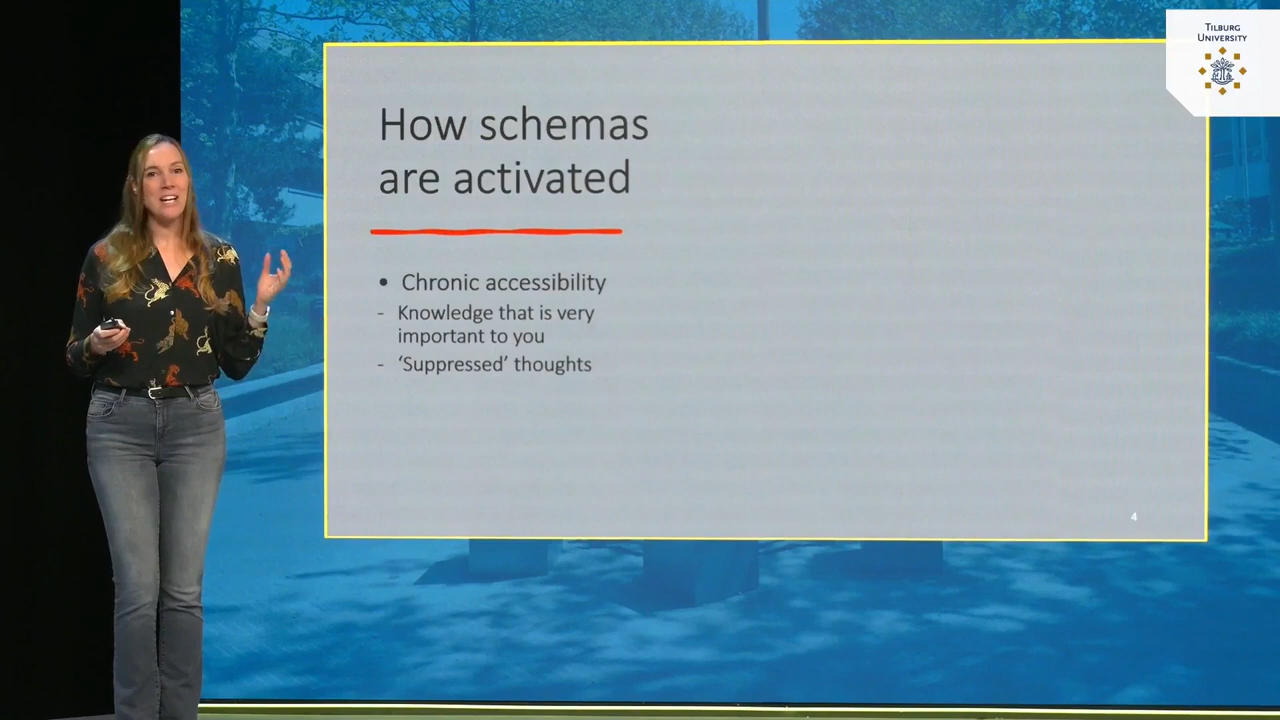 TILBURG
UNIVERSITY
How schemas
are activated
• Chronic accessibility
- Knowledge that is very
important to you
- ‘Suppressed’ thoughts
4